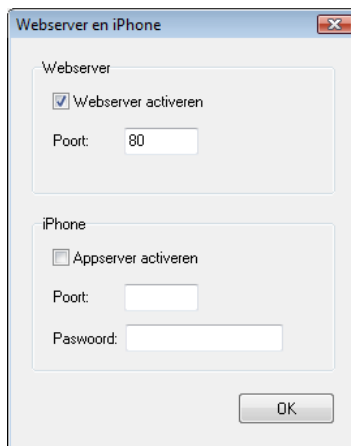 Webserver en iPhone
Webserver
Webserver activeren
Poort: 80
iPhone
Appserver activeren
Poort:
Paswoord:
OK